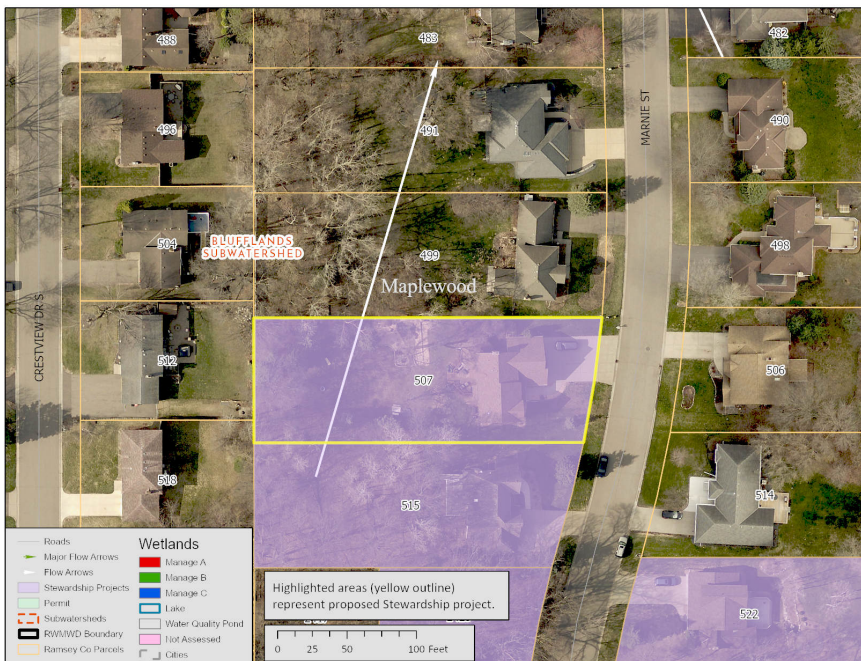 488
483
482
496
491
490
MARNIE ST
504
BLUFFLANDS
SUBWATERSHED
499
498
Maplewood
CRESTVIEW DR S
512
507
506
518
515
514
522
Roads
Major Flow Arrows
Flow Arrows
Stewardship Projects
Permit
Subwatersheds
RWMWD Boundary
Ramsey Co Parcels
Wetlands
Manage A
Manage B
Manage C
Lake
Water Quality Pond
Not Assessed
Cities
Highlighted areas (yellow outline)
represent proposed Stewardship project.
0 25 50 100 Feet